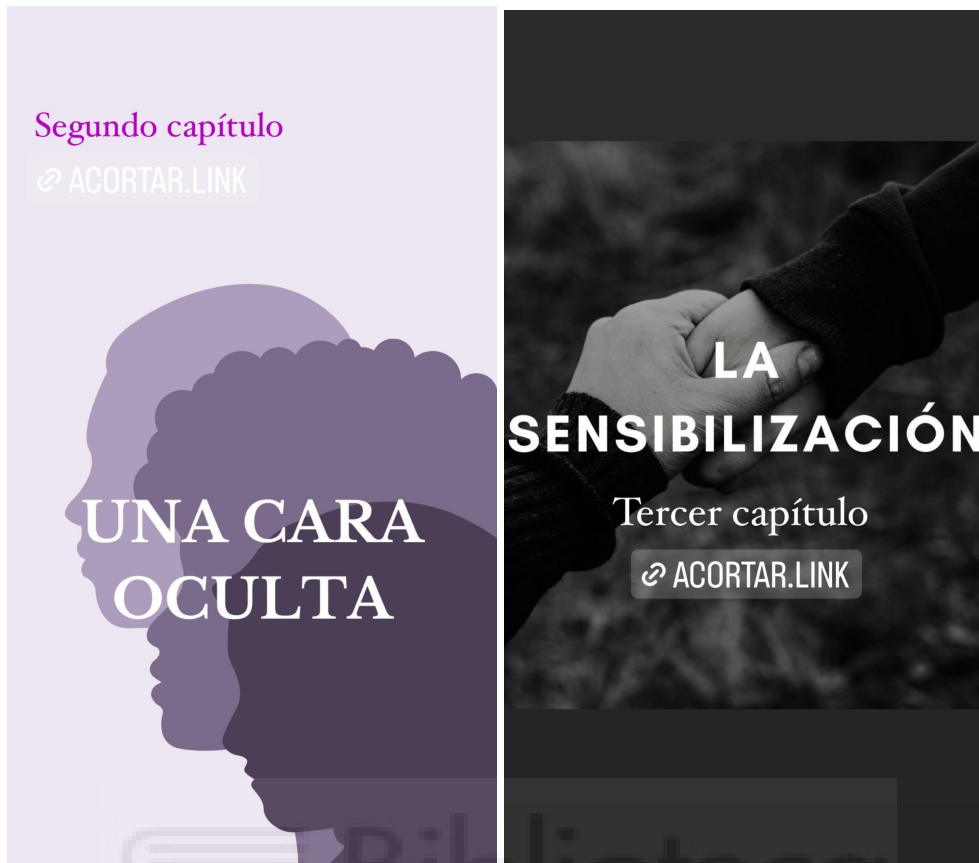 Segundo capítulo
ACORTAR.LINK
UNA CARA
OCULTA
LA
SENSIBILIZACIÓN
Tercer capítulo
ACORTAR.LINK